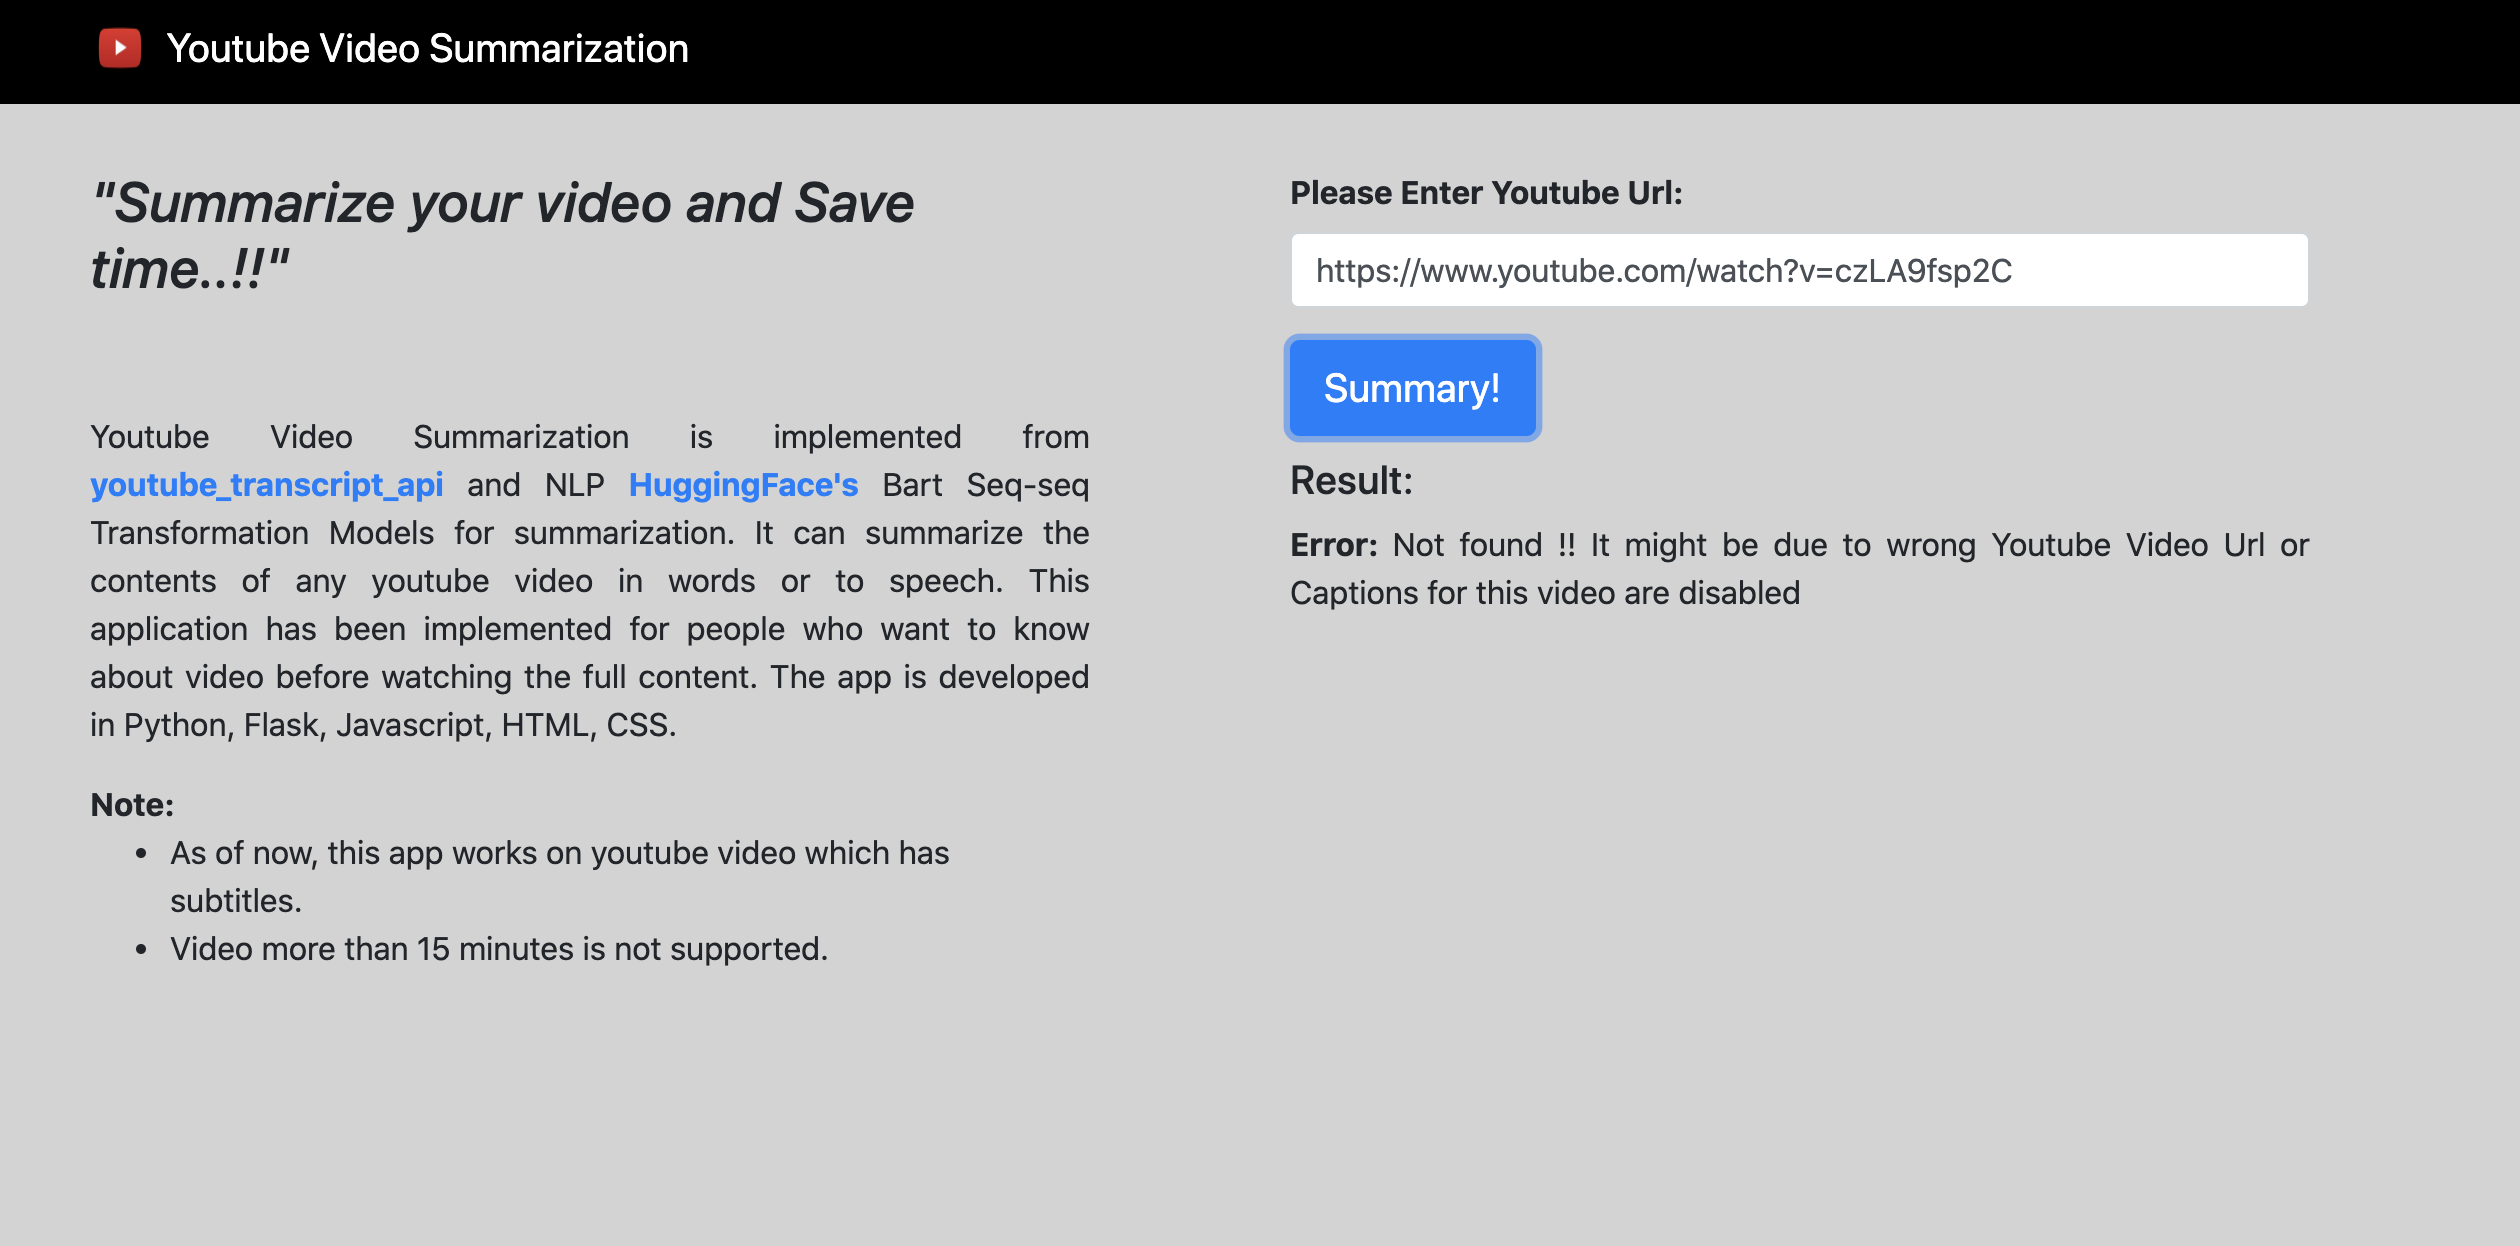 Youtube Video Summarization
"Summarize your video and Save
time..!!"
Youtube Video Summarization is implemented from
youtube_transcript_api and NLP HuggingFace's Bart Seq-seq
Transformation Models for summarization. It can summarize the
contents of any youtube video in words or to speech. This
application has been implemented for people who want to know
about video before watching the full content. The app is developed
in Python, Flask, Javascript, HTML, CSS.
Note:
• As of now, this app works on youtube video which has
subtitles.
• Video more than 15 minutes is not supported.
Please Enter Youtube Url:
https://www.youtube.com/watch?v=czLA9fsp2C
Summary!
Result:
Error: Not found !! It might be due to wrong Youtube Video Url or
Captions for this video are disabled